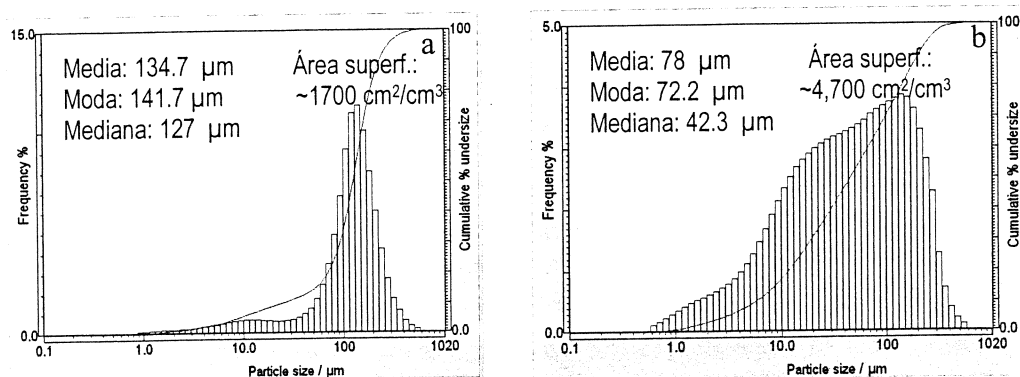 15.0
a
100
Media: 134.7 µm
Moda: 141.7 µm
Mediana: 127 µm
Área superf.:
~1700 cm²/cm³
Frequency %
Cumulative % undersize
0.0
0.0
0.1
1.0
10.0
100
1020
Particle size / µm
5.0
b
100
Media: 78 µm
Moda: 72.2 µm
Mediana: 42.3 µm
Área superf.:
~4,700 cm²/cm³
Frequency %
Cumulative % undersize
0.0
0.0
0.1
1.0
10.0
100
1020
Particle size / µm